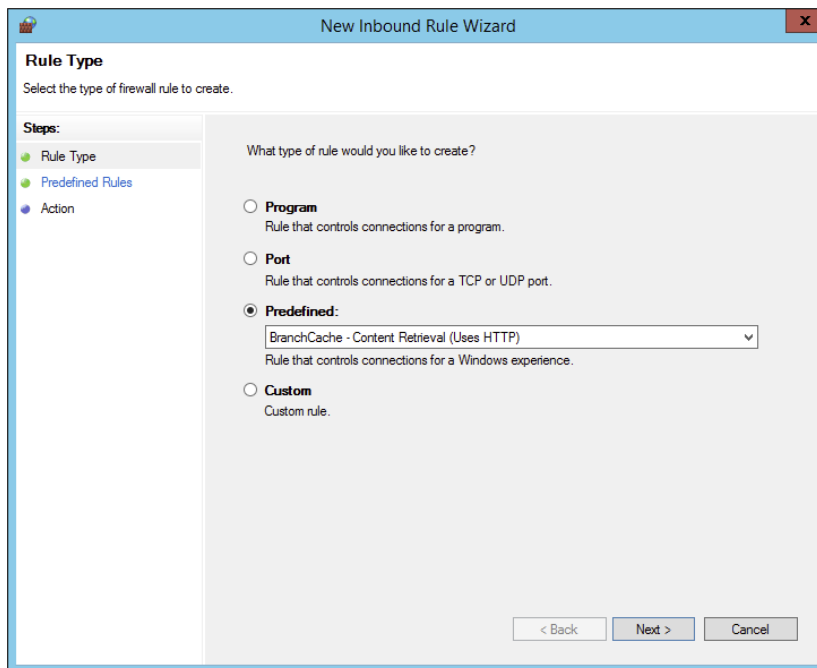 New Inbound Rule Wizard
x
Rule Type
Select the type of firewall rule to create.
Steps:
Rule Type
Predefined Rules
Action
What type of rule would you like to create?
Program
Rule that controls connections for a program.
Port
Rule that controls connections for a TCP or UDP port.
Predefined:
BranchCache - Content Retrieval (Uses HTTP)
Rule that controls connections for a Windows experience.
Custom
Custom rule.
< Back Next > Cancel